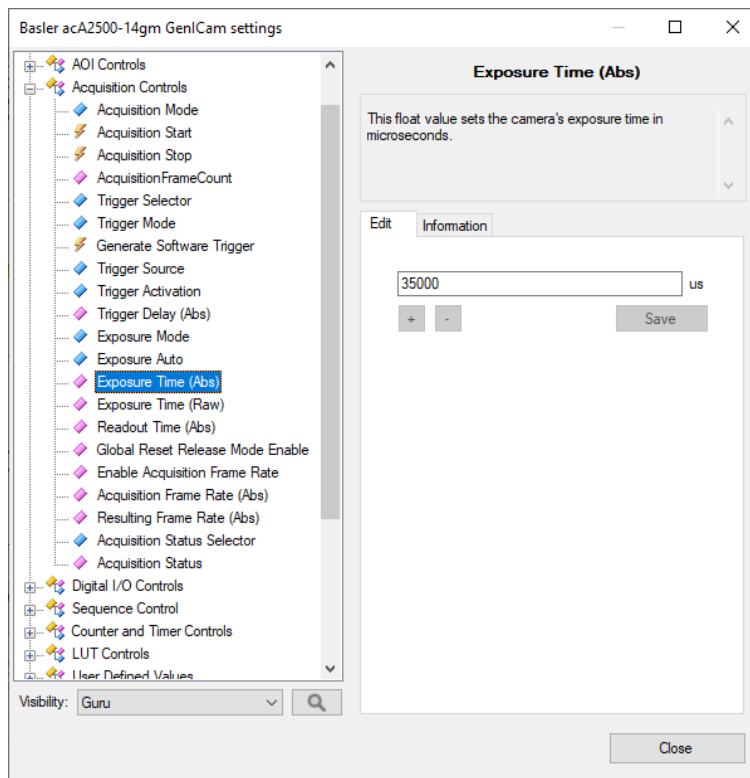 Basler acA2500-14gm GenICam settings
AOI Controls
Acquisition Controls
Acquisition Mode
Acquisition Start
Acquisition Stop
AcquisitionFrameCount
Trigger Selector
Trigger Mode
Generate Software Trigger
Trigger Source
Trigger Activation
Trigger Delay (Abs)
Exposure Mode
Exposure Auto
Exposure Time (Abs)
Exposure Time (Raw)
Readout Time (Abs)
Global Reset Release Mode Enable
Enable Acquisition Frame Rate
Acquisition Frame Rate (Abs)
Resulting Frame Rate (Abs)
Acquisition Status Selector
Acquisition Status
Digital I/O Controls
Sequence Control
Counter and Timer Controls
LUT Controls
User Defined Values
Visibility: Guru
Exposure Time (Abs)
This float value sets the camera's exposure time in
microseconds.
Edit Information
35000 us
+ - Save
Close